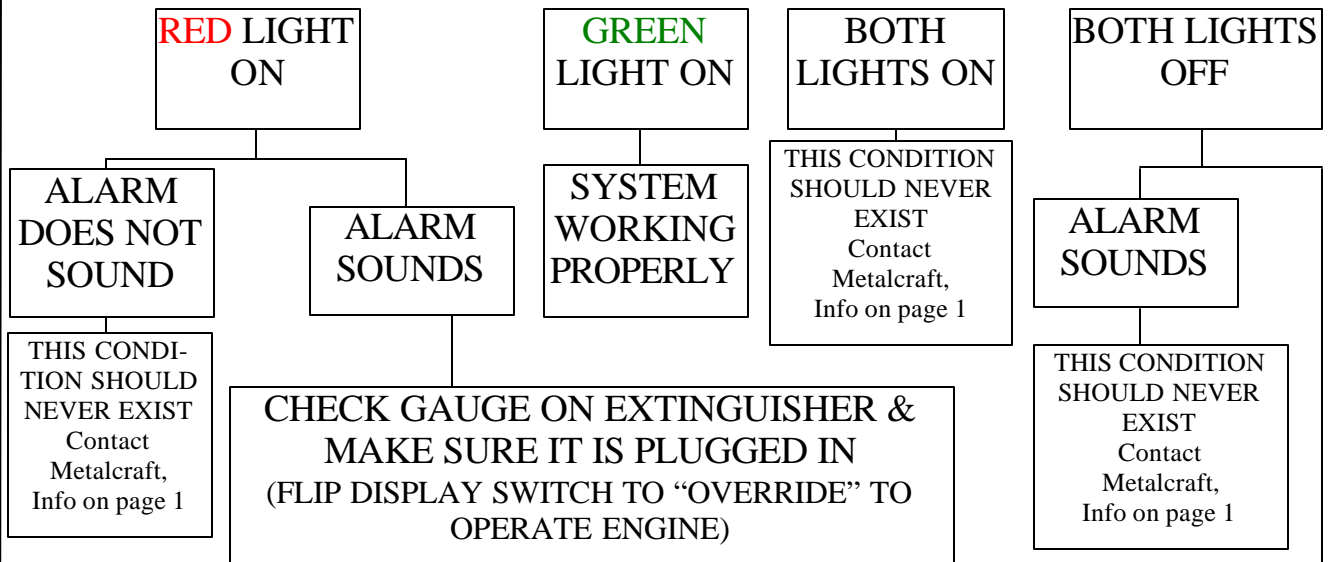 RED LIGHT
ON
GREEN
LIGHT ON
BOTH
LIGHTS ON
BOTH LIGHTS
OFF
ALARM
DOES NOT
SOUND
ALARM
SOUNDS
SYSTEM
WORKING
PROPERLY
THIS CONDITION
SHOULD NEVER
EXIST
Contact
Metalcraft,
Info on page 1
ALARM
SOUNDS
THIS CONDI-
TION SHOULD
NEVER EXIST
Contact
Metalcraft,
Info on page 1
CHECK GAUGE ON EXTINGUISHER &
MAKE SURE IT IS PLUGGED IN
(FLIP DISPLAY SWITCH TO “OVERRIDE” TO
OPERATE ENGINE)
THIS CONDITION
SHOULD NEVER
EXIST
Contact
Metalcraft,
Info on page 1